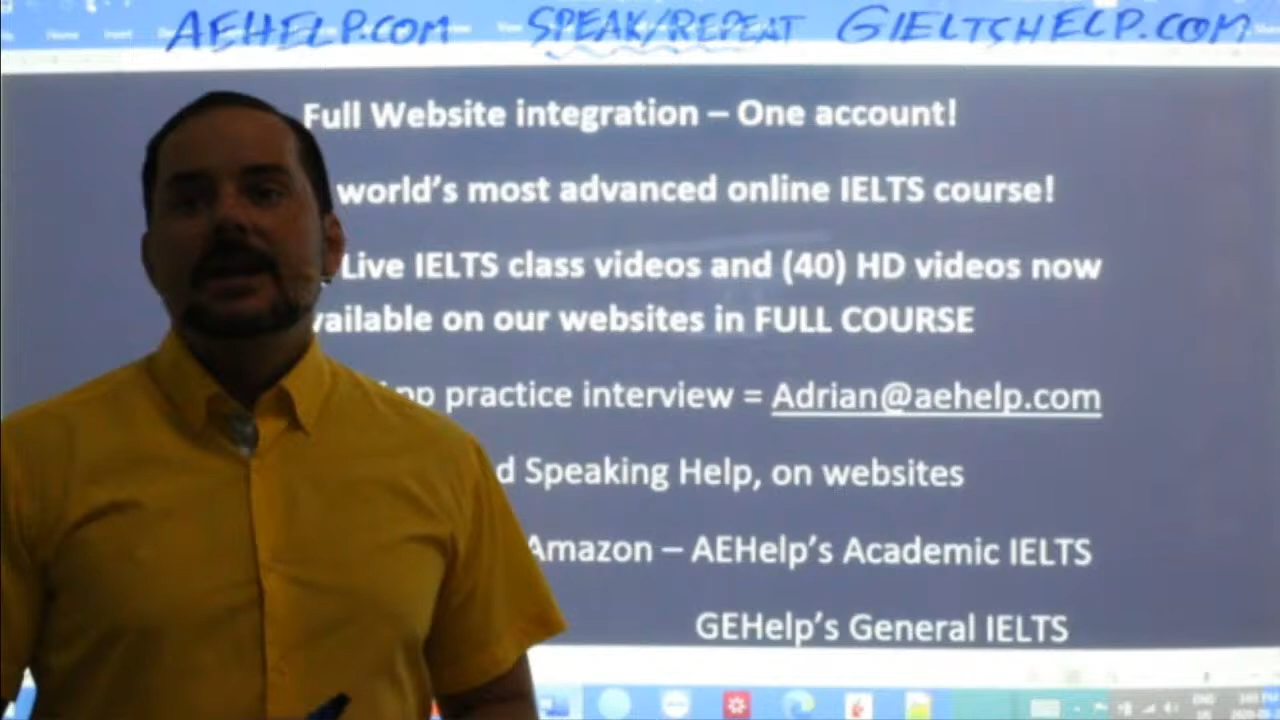 AEHELP.COM SPEAK/REPEAT GIELTSHELP.COM
Full Website integration – One account!
world's most advanced online IELTS course!
Live IELTS class videos and (40) HD videos now
vailable on our websites in FULL COURSE
pp practice interview = Adrian@aehelp.com
d Speaking Help, on websites
Amazon – AEHelp's Academic IELTS
GEHelp's General IELTS